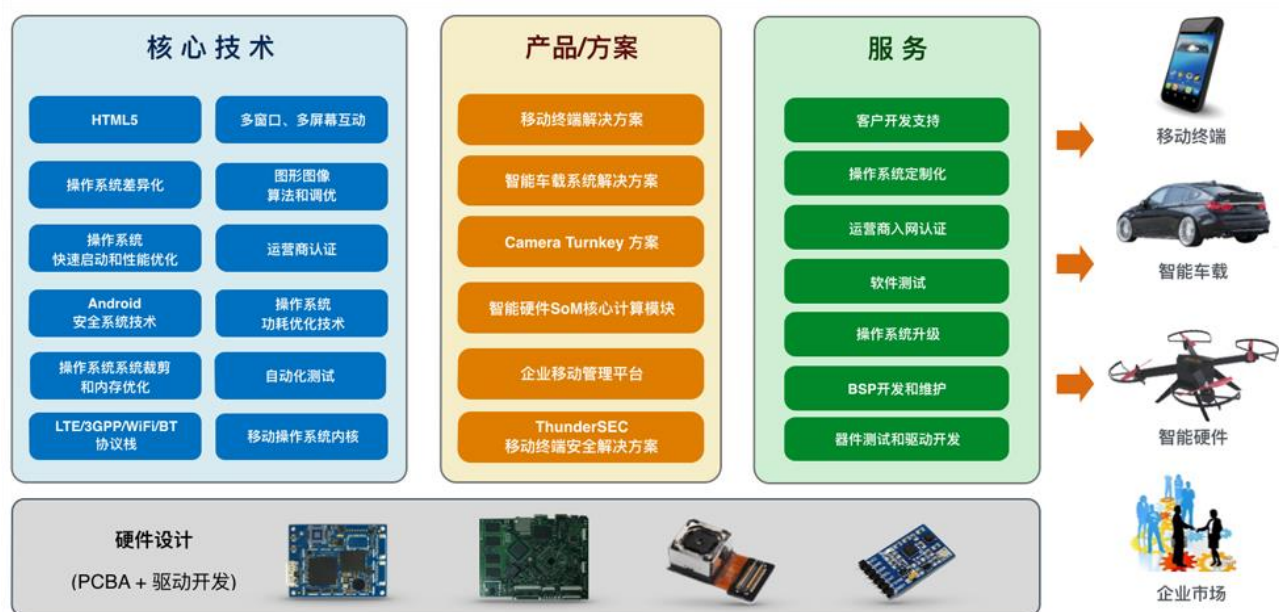 核心技术
HTML5
多窗口、多屏幕互动
操作系统差异化
图形图像
算法和调优
操作系统
快速启动和性能优化
运营商认证
Android
安全系统技术
操作系统
功耗优化技术
操作系统系统裁剪
和内存优化
自动化测试
LTE/3GPP/WiFi/BT
协议栈
移动操作系统内核
产品/方案
移动终端解决方案
智能车载系统解决方案
Camera Turnkey 方案
智能硬件SoM核心计算模块
企业移动管理平台
ThunderSEC
移动终端安全解决方案
服务
客户开发支持
操作系统定制化
运营商入网认证
软件测试
操作系统升级
BSP开发和维护
器件测试和驱动开发
移动终端
智能车载
智能硬件
企业市场
硬件设计
(PCBA + 驱动开发)